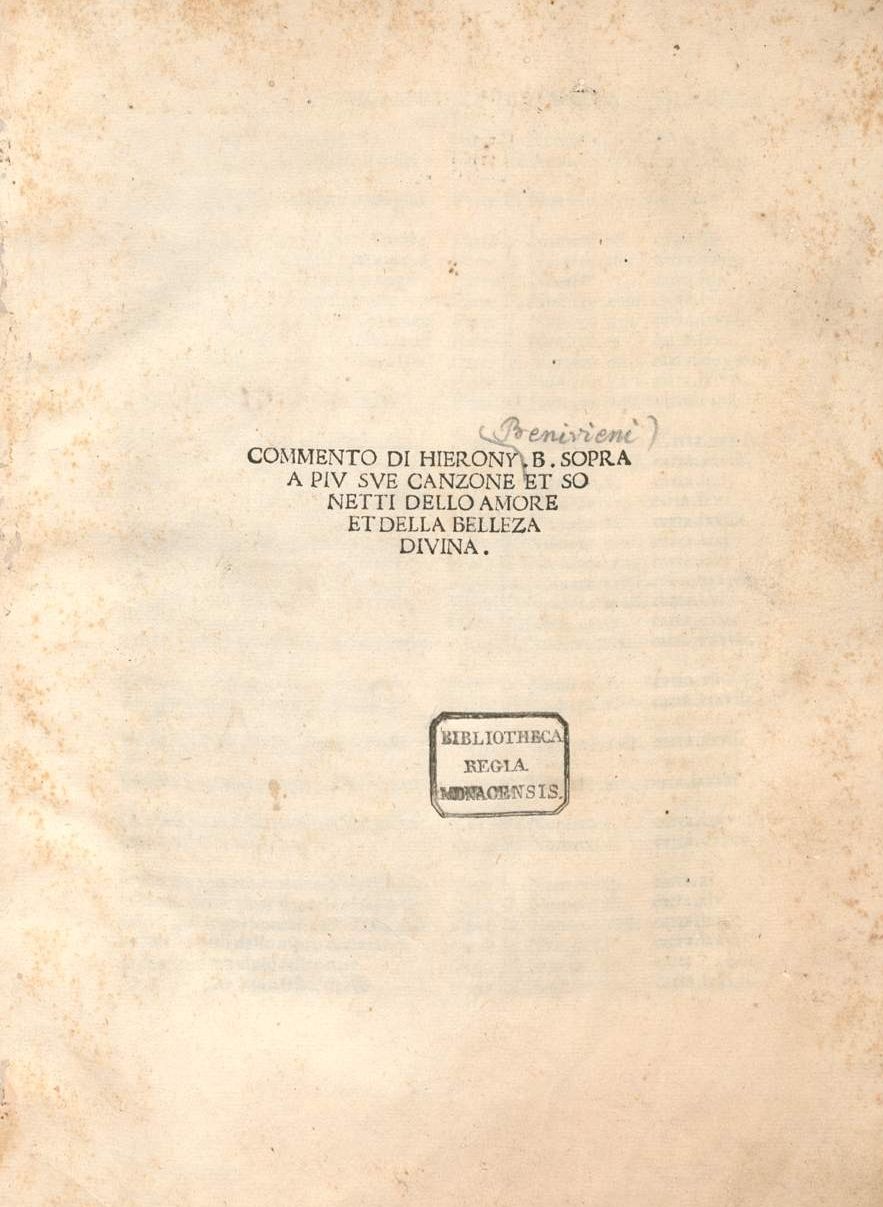 (Benivieni)
COMMENTO DI HIERONY.B.SOPRA
A PIV SVE CANZONE ET SO
NETTI DELLO AMORE
ET DELLA BELLEZA
DIVINA.
BIBLIOTHECA
REGIA
MONACENSIS.